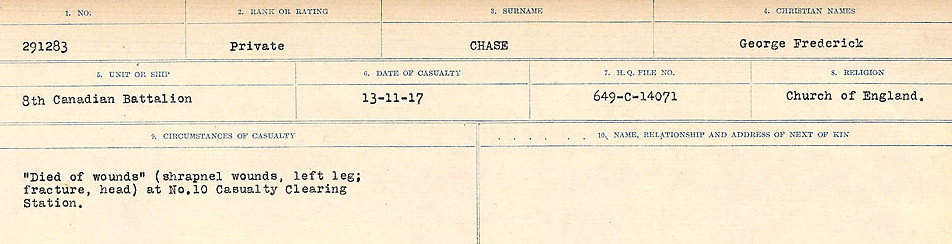 1. NO. 2. RANK OR RATING 3. SURNAME 4. CHRISTIAN NAMES
291283 Private CHASE George Frederick
5. UNIT OR SHIP 6. DATE OF CASUALTY 7. H.Q. FILE NO. 8. RELIGION
8th Canadian Battalion 13-11-17 649-C-14071 Church of England.
9. CIRCUMSTANCES OF CASUALTY 10. NAME, RELATIONSHIP AND ADDRESS OF NEXT OF KIN
"Died of wounds" (shrapnel wounds, left leg;
fracture, head) at No.10 Casualty Clearing
Station.